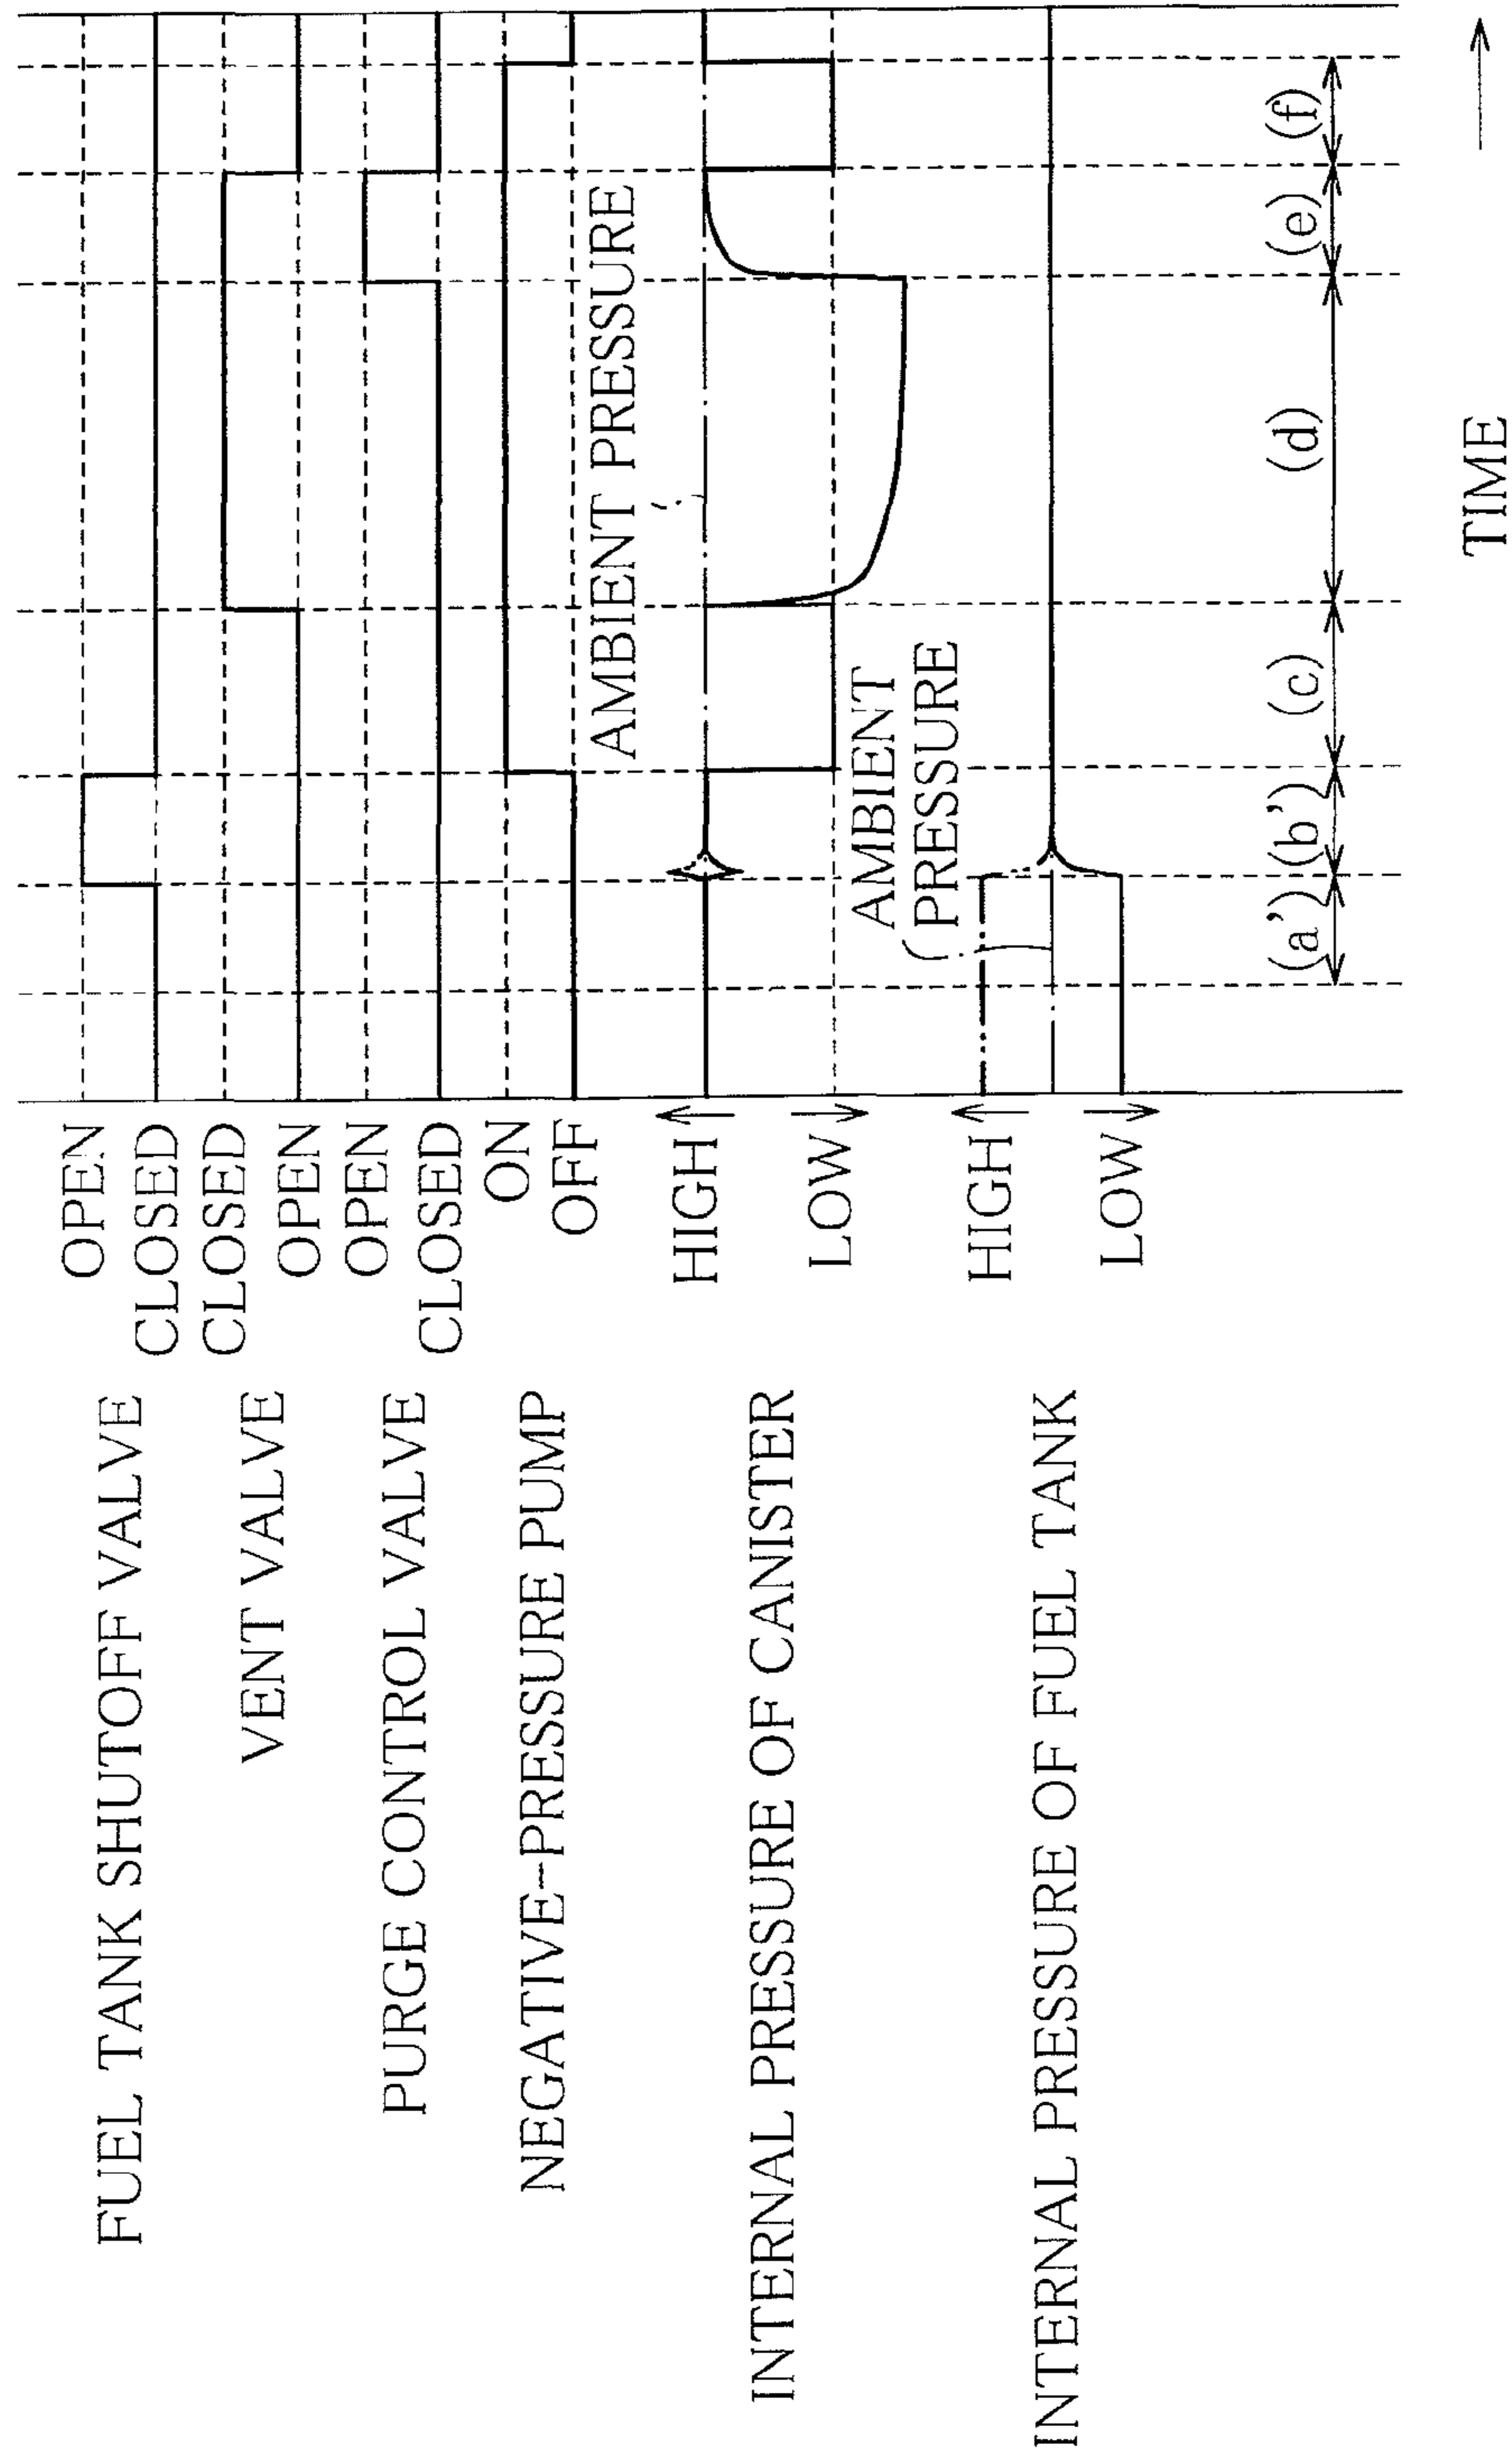 FUEL TANK SHUTOFF VALVE
OPEN
CLOSED
VENT VALVE
CLOSED
OPEN
PURGE CONTROL VALVE
OPEN
CLOSED
NEGATIVE-PRESSURE PUMP
ON
OFF
AMBIENT PRESSURE
INTERNAL PRESSURE OF CANISTER
HIGH
LOW
AMBIENT
PRESSURE
INTERNAL PRESSURE OF FUEL TANK
HIGH
LOW
(a') (b') (c) (d) (e) (f)
TIME